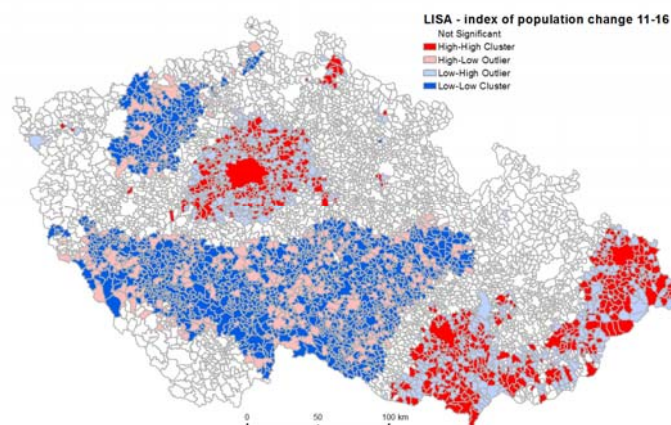 LISA - index of population change 11-16
Not Significant
High-High Cluster
High-Low Outlier
Low-High Outlier
Low-Low Cluster
0 50 100 km